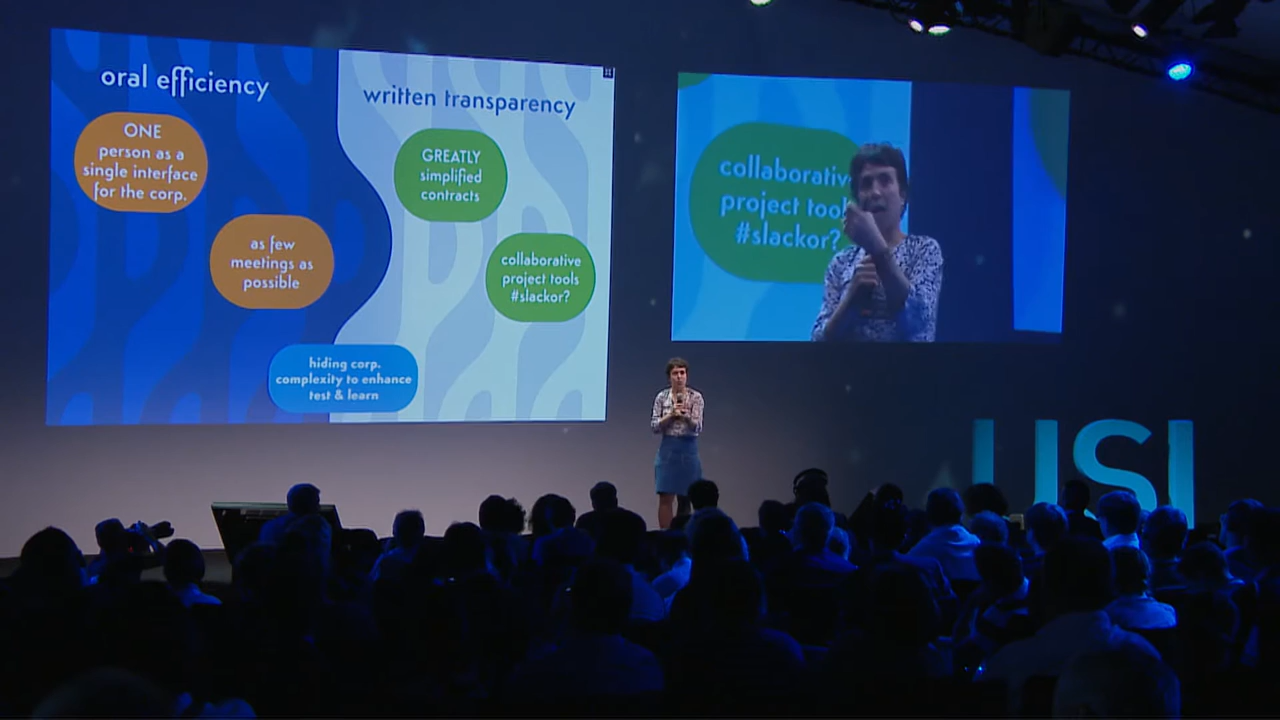 oral efficiency
written transparency
ONE
person as a
single interface
for the corp.
GREATLY
simplified
contracts
as few
meetings as
possible
collaborative
project tools
#slackor?
hiding corp.
complexity to enhance
test & learn
collaborativ
project tool
#slackor?
USI